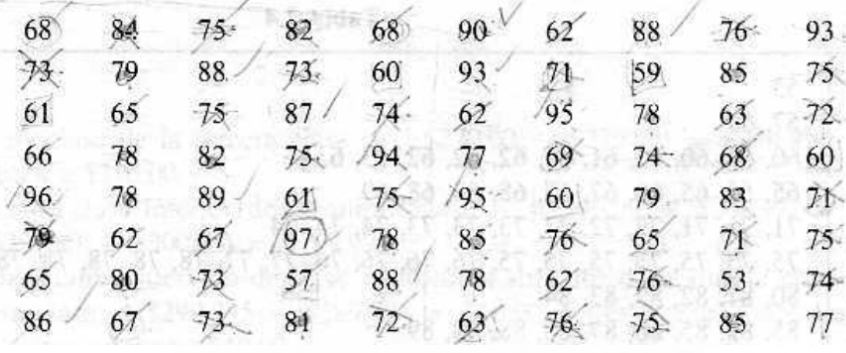 68 84 75 82 68 90 62 88 76 93
73 79 88 73 60 93 71 59 85 75
61 65 75 87 74 62 95 78 63 72
66 78 82 75 94 77 69 74 68 60
96 78 89 61 75 95 60 79 83 71
79 62 67 97 78 85 76 65 71 75
65 80 73 57 88 78 62 76 53 74
86 67 73 81 72 63 76 75 85 77